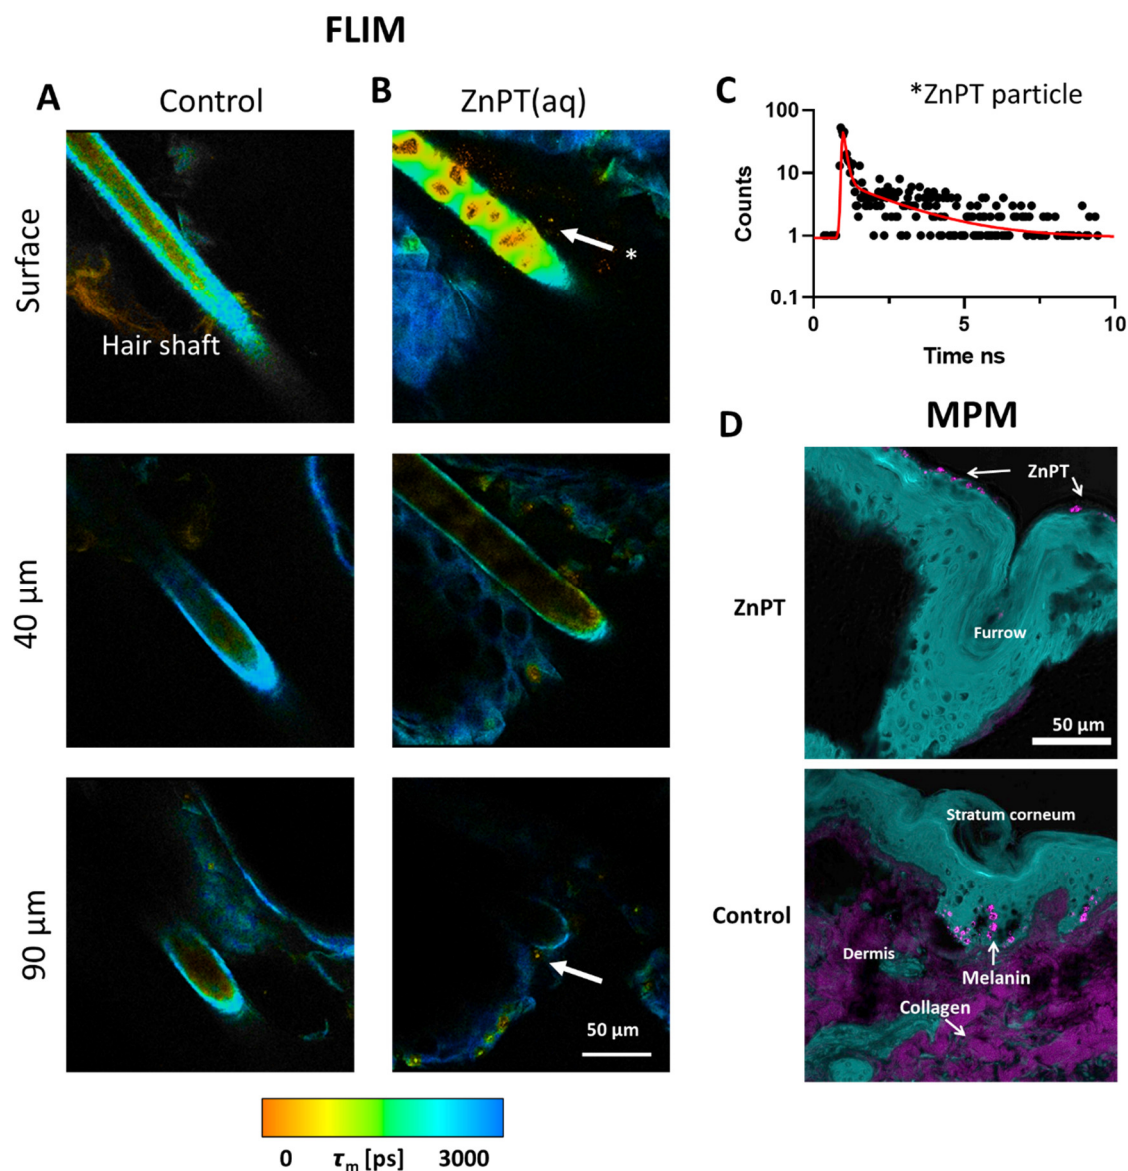 FLIM
A
Control
B
ZnPT(aq)
C
*ZnPT particle
Surface
Hair shaft
*
40 µm
90 µm
50 µm
0
τm [ps]
3000
Counts
100
10
1
0.1
0
5
10
Time ns
MPM
D
ZnPT
ZnPT
Furrow
50 µm
Control
Stratum corneum
Dermis
Melanin
Collagen